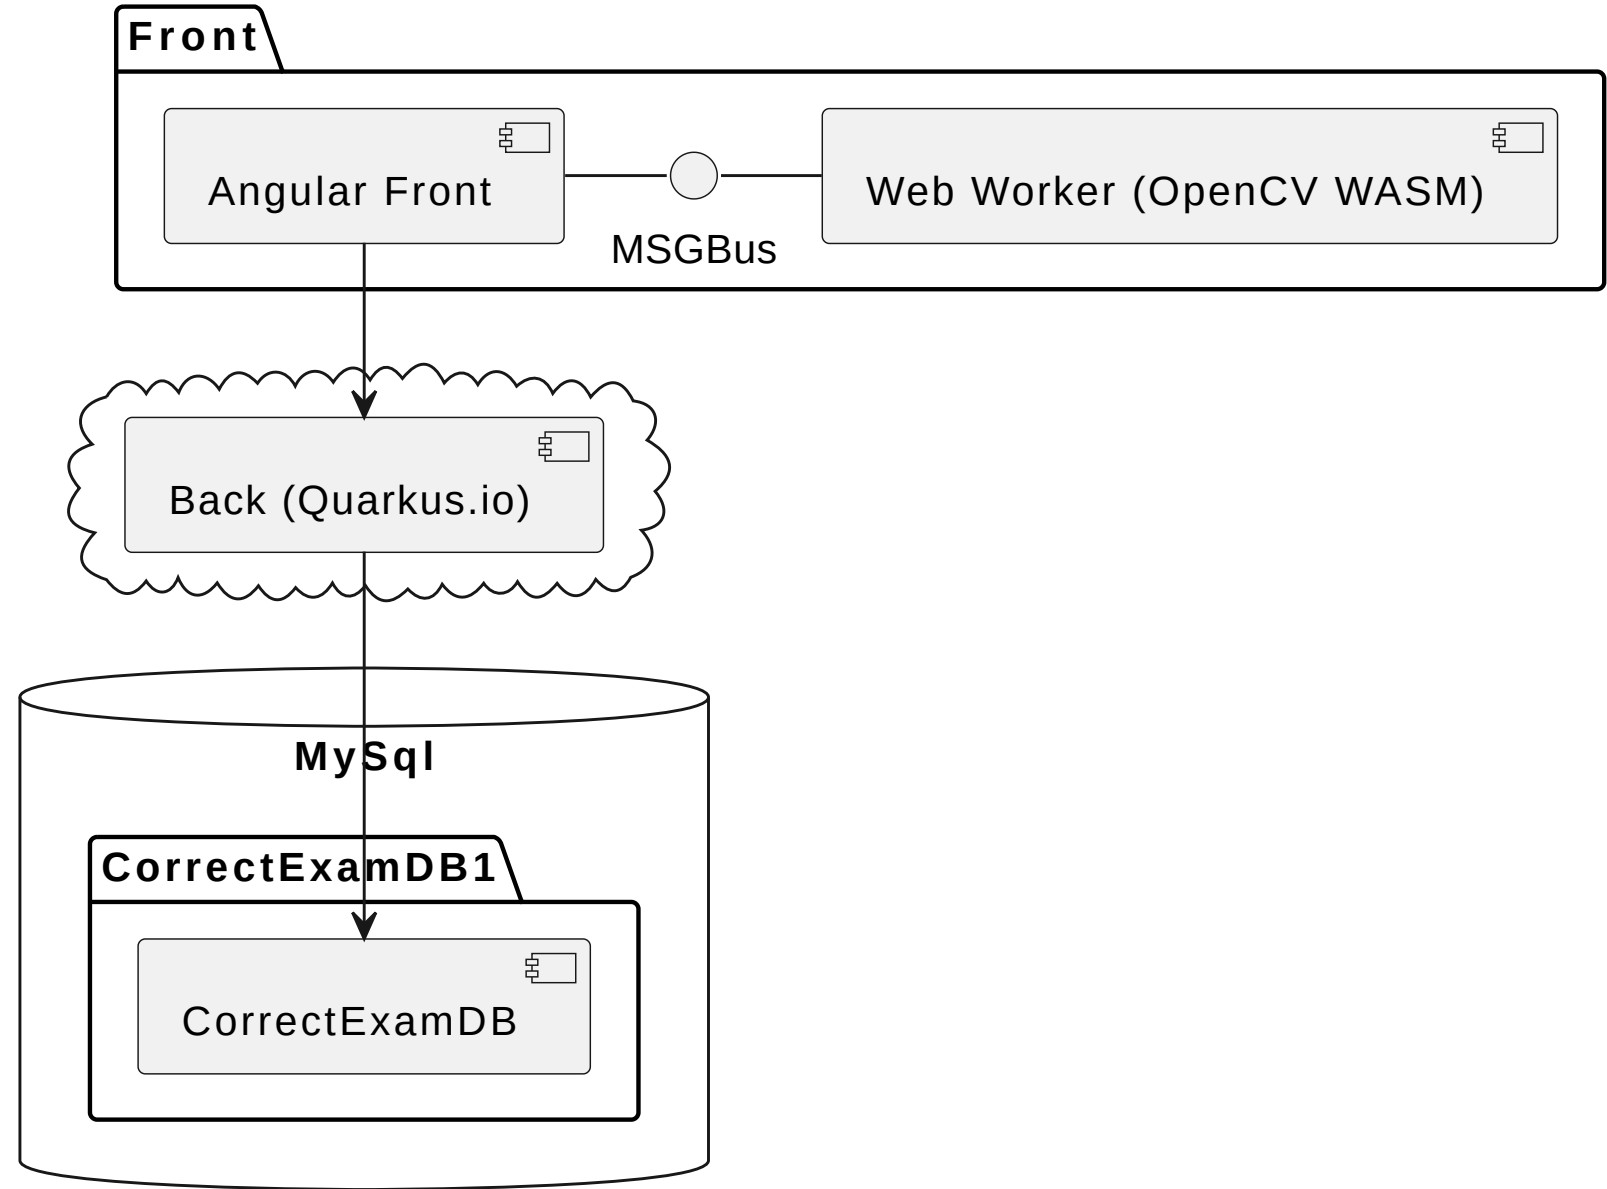 Front
Angular Front
Web Worker (OpenCV WASM)
MSGBus
Back (Quarkus.io)
MySql
CorrectExamDB1
CorrectExamDB